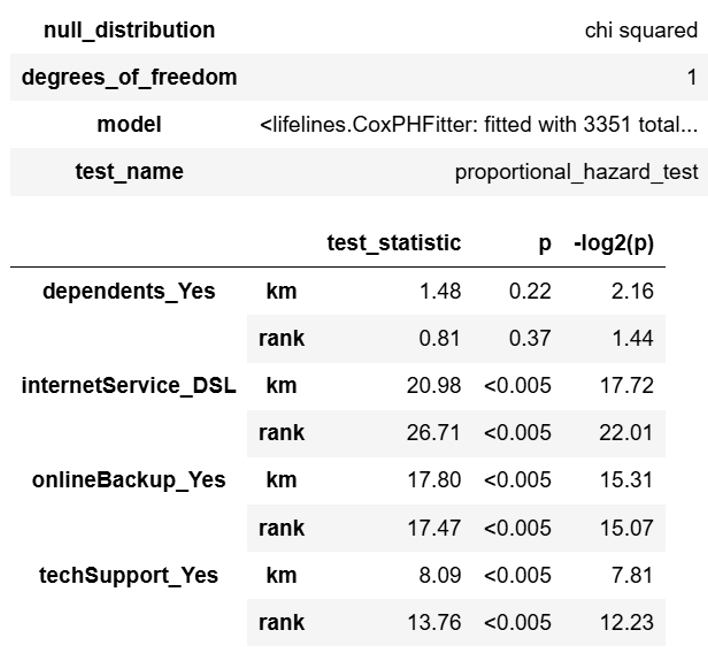 null_distribution chi squared
degrees_of_freedom 1
model <lifelines.CoxPHFitter: fitted with 3351 total...
test_name proportional_hazard_test
test_statistic p -log2(p)
dependents_Yes km 1.48 0.22 2.16
rank 0.81 0.37 1.44
internetService_DSL km 20.98 <0.005 17.72
rank 26.71 <0.005 22.01
onlineBackup_Yes km 17.80 <0.005 15.31
rank 17.47 <0.005 15.07
techSupport_Yes km 8.09 <0.005 7.81
rank 13.76 <0.005 12.23